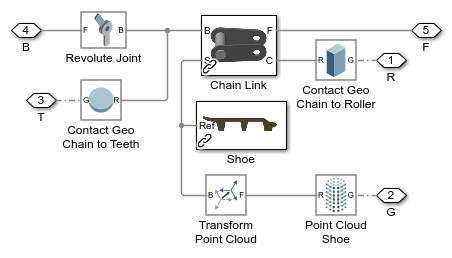 4
B
F B
Revolute Joint
B F
S C
Chain Link
5
F
R G
Contact Geo
Chain to Roller
1
R
3
T
G R
Contact Geo
Chain to Teeth
Ref
Shoe
B F
Transform
Point Cloud
R G
Point Cloud
Shoe
2
G